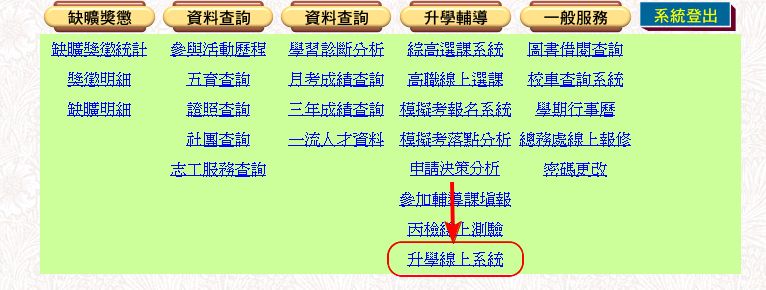 缺曠獎懲 資料查詢 資料查詢 升學輔導 一般服務 系統登出
缺曠獎懲統計 參與活動歷程 學習診斷分析 綜高選課系統 圖書借閱查詢
獎懲明細 五育查詢 月考成績查詢 高職線上選課 校車查詢系統
缺曠明細 證照查詢 三年成績查詢 模擬考報名系統 學期行事曆
社團查詢 一流人才資料 模擬考落點分析 總務處線上報修
志工服務查詢 申請決策分析 密碼更改
參加輔導課填報
丙檢線上測驗
升學線上系統